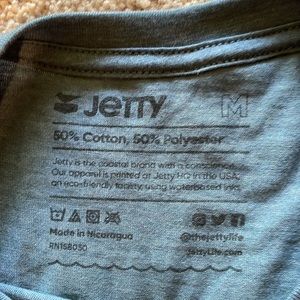 Jetty M
50% Cotton, 50% Polyester
Jetty is the coastal brand with a conscience.
Our apparel is printed at Jetty HQ in the USA,
an eco-friendly facility, using waterbased inks.
Made in Nicaragua
@thejettylife
RN158050
JettyLife.com